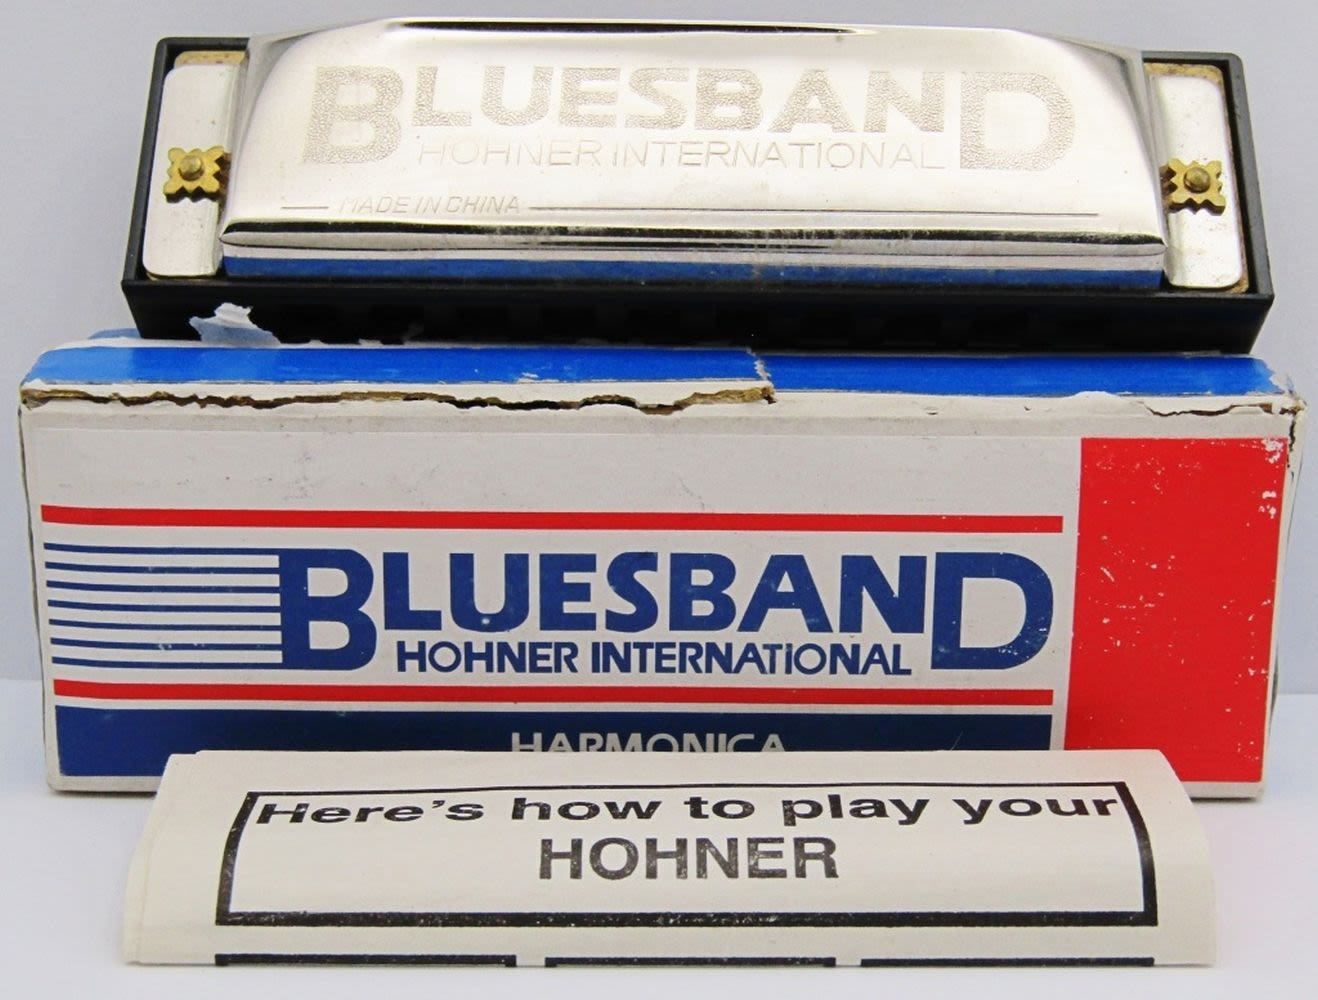 BLUESBAND
HOHNER INTERNATIONAL
MADE IN CHINA
BLUESBAND
HOHNER INTERNATIONAL
HARMONICA
Here's how to play your
HOHNER